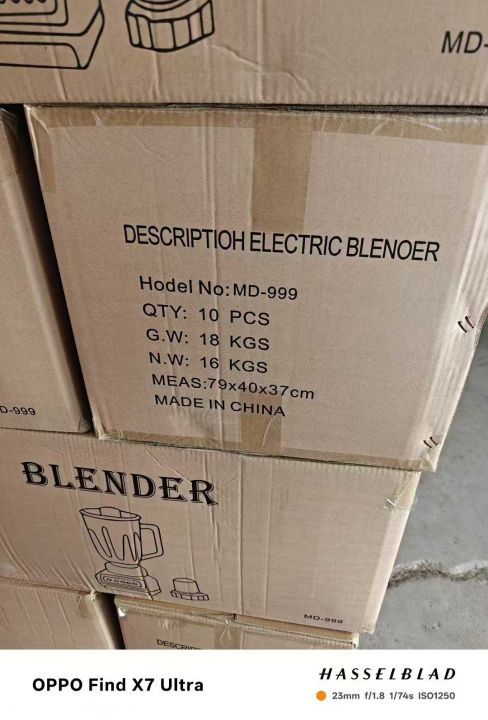 MD-
DESCRIPTIOH ELECTRIC BLENOER
Hodel No:MD-999
QTY: 10 PCS
G.W: 18 KGS
N.W: 16 KGS
MEAS:79x40x37cm
MADE IN CHINA
D-999
BLENDER
MD-999
DESCRIPT
OPPO Find X7 Ultra
HASSELBLAD
23mm f/1.8 1/74s ISO1250